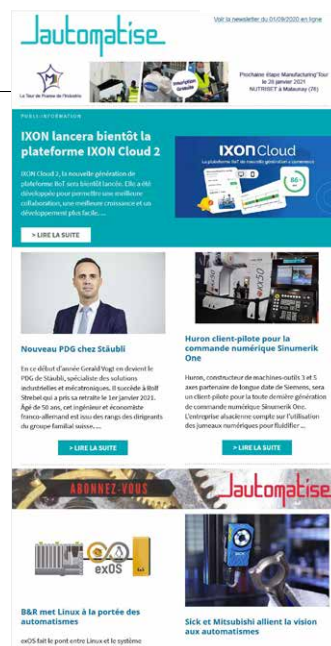 Voir la newsletter du 01/09/2020 en ligne
Jautomatise
Le Tour de France de l'Industrie
Inscription
Gratuite
Prochaine étape Manufacturing'Tour
le 28 janvier 2021
NUTRISET à Malaunay (76)
PUBLI-INFORMATION
IXON lancera bientôt la
plateforme IXON Cloud 2
IXON Cloud 2, la nouvelle génération de
plateforme IIoT sera bientôt lancée. Elle a été
développée pour permettre une meilleure
collaboration, une meilleure croissance et un
développement plus facile. ...
> LIRE LA SUITE
IXON Cloud
La plateforme IIoT de nouvelle génération a commencé
Nouveau PDG chez Stäubli
En ce début d'année Gerald Vogt en devient le
PDG de Stäubli, spécialiste des solutions
industrielles et mécatroniques. Il succède à Rolf
Strebel qui a pris sa retraite le 1er janvier 2021.
Âgé de 50 ans, cet ingénieur et économiste
franco-allemand est issu des rangs des dirigeants
du groupe familial suisse. ...
> LIRE LA SUITE
Huron client-pilote pour la
commande numérique Sinumerik
One
Huron, constructeur de machines-outils 3 et 5
axes partenaire de longue date de Siemens, sera
un client-pilote pour la toute dernière génération
de commande numérique Sinumerik One.
L'entreprise alsacienne compte sur l'utilisation
des jumeaux numériques pour fluidifier ...
> LIRE LA SUITE
ABONNEZ-VOUS
Jautomatise
exOS
B&R met Linux à la portée des
automatismes
exOS fait le pont entre Linux et le système
SICK
Sick et Mitsubishi allient la vision
aux automatismes